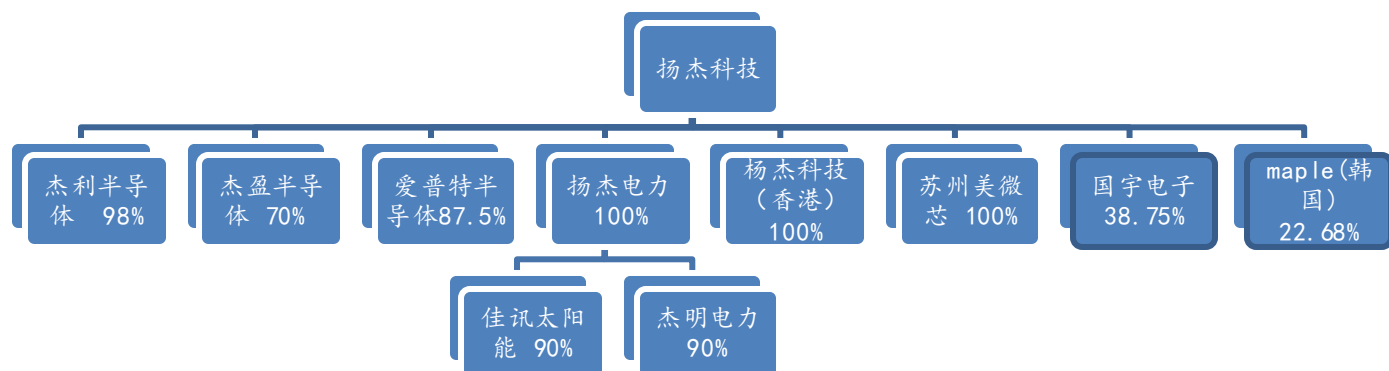 扬杰科技
杰利半导
体 98%
杰盈半导
体 70%
爱普特半
导体87.5%
扬杰电力
100%
杨杰科技
（香港）
100%
苏州美微
芯 100%
国宇电子
38.75%
maple(韩
国)
22.68%
佳讯太阳
能 90%
杰明电力
90%